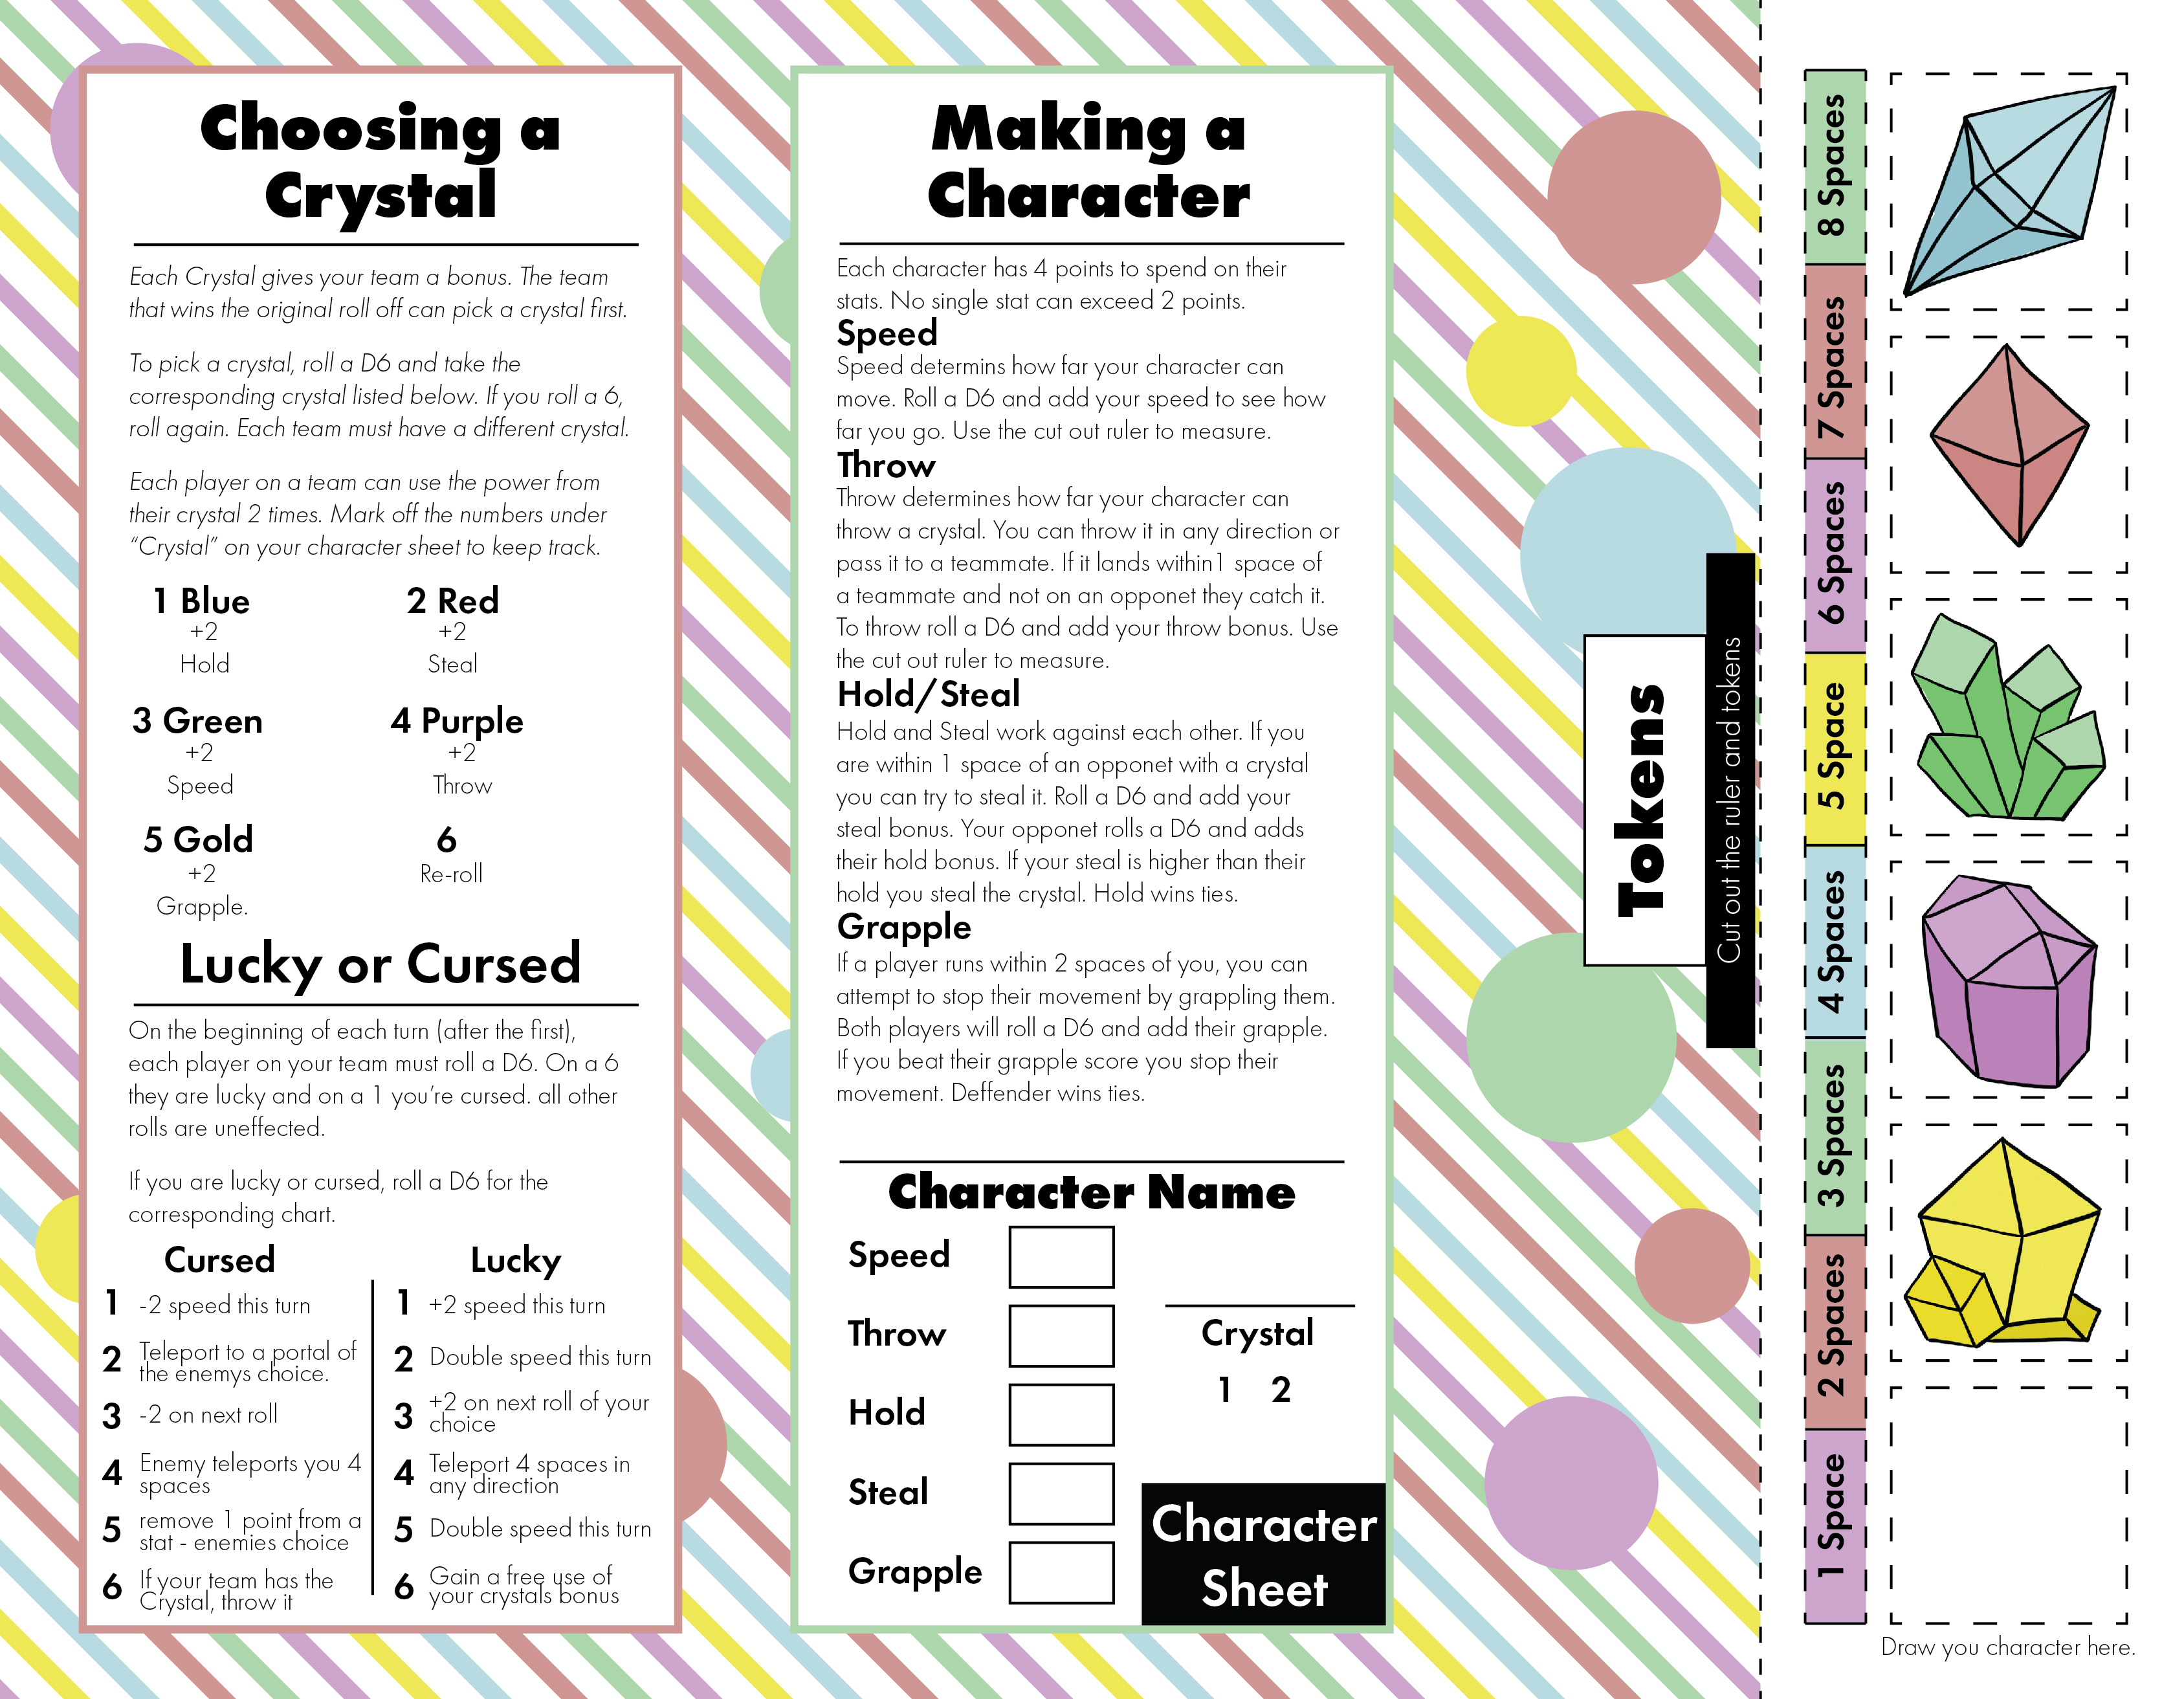 Choosing a
Crystal
Each Crystal gives your team a bonus. The team
that wins the original roll off can pick a crystal first.
To pick a crystal, roll a D6 and take the
corresponding crystal listed below. If you roll a 6,
roll again. Each team must have a different crystal.
Each player on a team can use the power from
their crystal 2 times. Mark off the numbers under
“Crystal” on your character sheet to keep track.
1 Blue
+2
Hold
2 Red
+2
Steal
3 Green
+2
Speed
4 Purple
+2
Throw
5 Gold
+2
Grapple.
6
Re-roll
Lucky or Cursed
On the beginning of each turn (after the first),
each player on your team must roll a D6. On a 6
they are lucky and on a 1 you’re cursed. all other
rolls are uneffected.
If you are lucky or cursed, roll a D6 for the
corresponding chart.
Cursed
1 -2 speed this turn
2 Teleport to a portal of
the enemys choice.
3 -2 on next roll
4 Enemy teleports you 4
spaces
5 remove 1 point from a
stat - enemies choice
6 If your team has the
Crystal, throw it
Lucky
1 +2 speed this turn
2 Double speed this turn
3 +2 on next roll of your
choice
4 Teleport 4 spaces in
any direction
5 Double speed this turn
6 Gain a free use of
your crystals bonus
Making a
Character
Each character has 4 points to spend on their
stats. No single stat can exceed 2 points.
Speed
Speed determins how far your character can
move. Roll a D6 and add your speed to see how
far you go. Use the cut out ruler to measure.
Throw
Throw determines how far your character can
throw a crystal. You can throw it in any direction or
pass it to a teammate. If it lands within1 space of
a teammate and not on an opponet they catch it.
To throw roll a D6 and add your throw bonus. Use
the cut out ruler to measure.
Hold/Steal
Hold and Steal work against each other. If you
are within 1 space of an opponet with a crystal
you can try to steal it. Roll a D6 and add your
steal bonus. Your opponet rolls a D6 and adds
their hold bonus. If your steal is higher than their
hold you steal the crystal. Hold wins ties.
Grapple
If a player runs within 2 spaces of you, you can
attempt to stop their movement by grappling them.
Both players will roll a D6 and add their grapple.
If you beat their grapple score you stop their
movement. Deffender wins ties.
Character Name
Speed
Throw
Hold
Steal
Grapple
Crystal
1 2
Character
Sheet
Tokens
Cut out the ruler and tokens
8 Spaces
7 Spaces
6 Spaces
5 Space
4 Spaces
3 Spaces
2 Spaces
1 Space
Draw you character here.